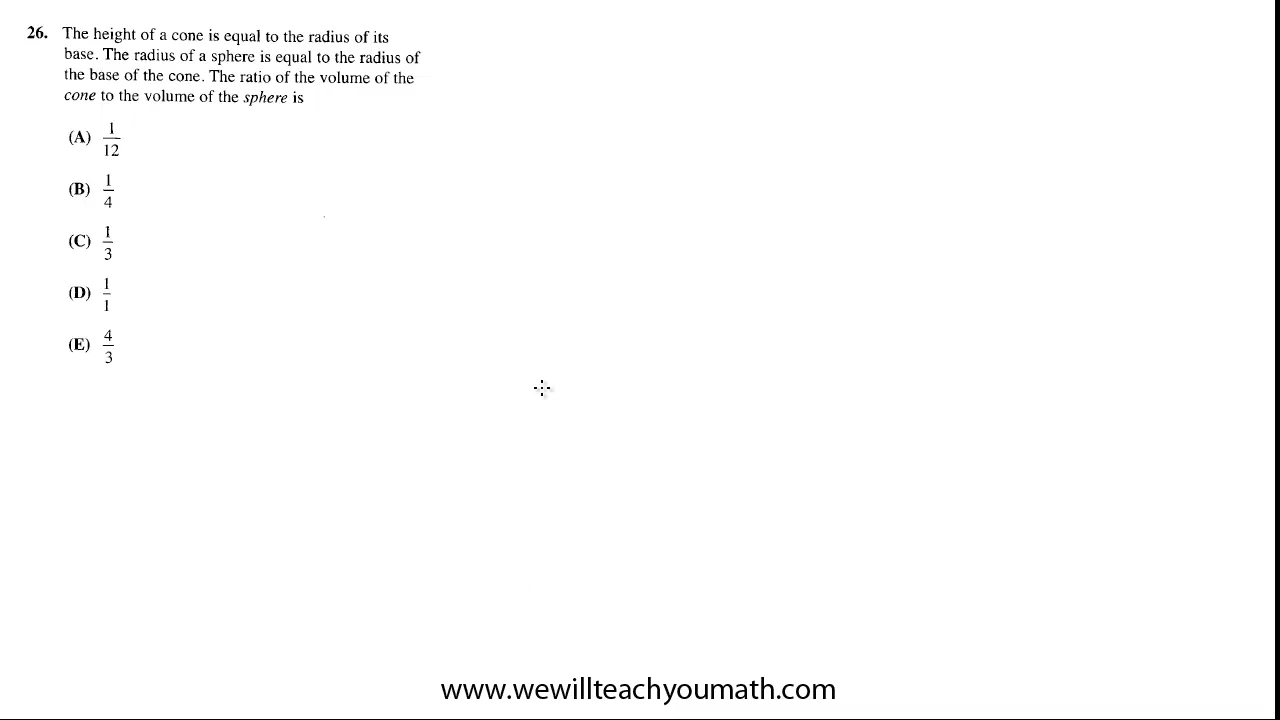 26. The height of a cone is equal to the radius of its
base. The radius of a sphere is equal to the radius of
the base of the cone. The ratio of the volume of the
cone to the volume of the sphere is
(A) 1/12
(B) 1/4
(C) 1/3
(D) 1/1
(E) 4/3
www.wewillteachyoumath.com